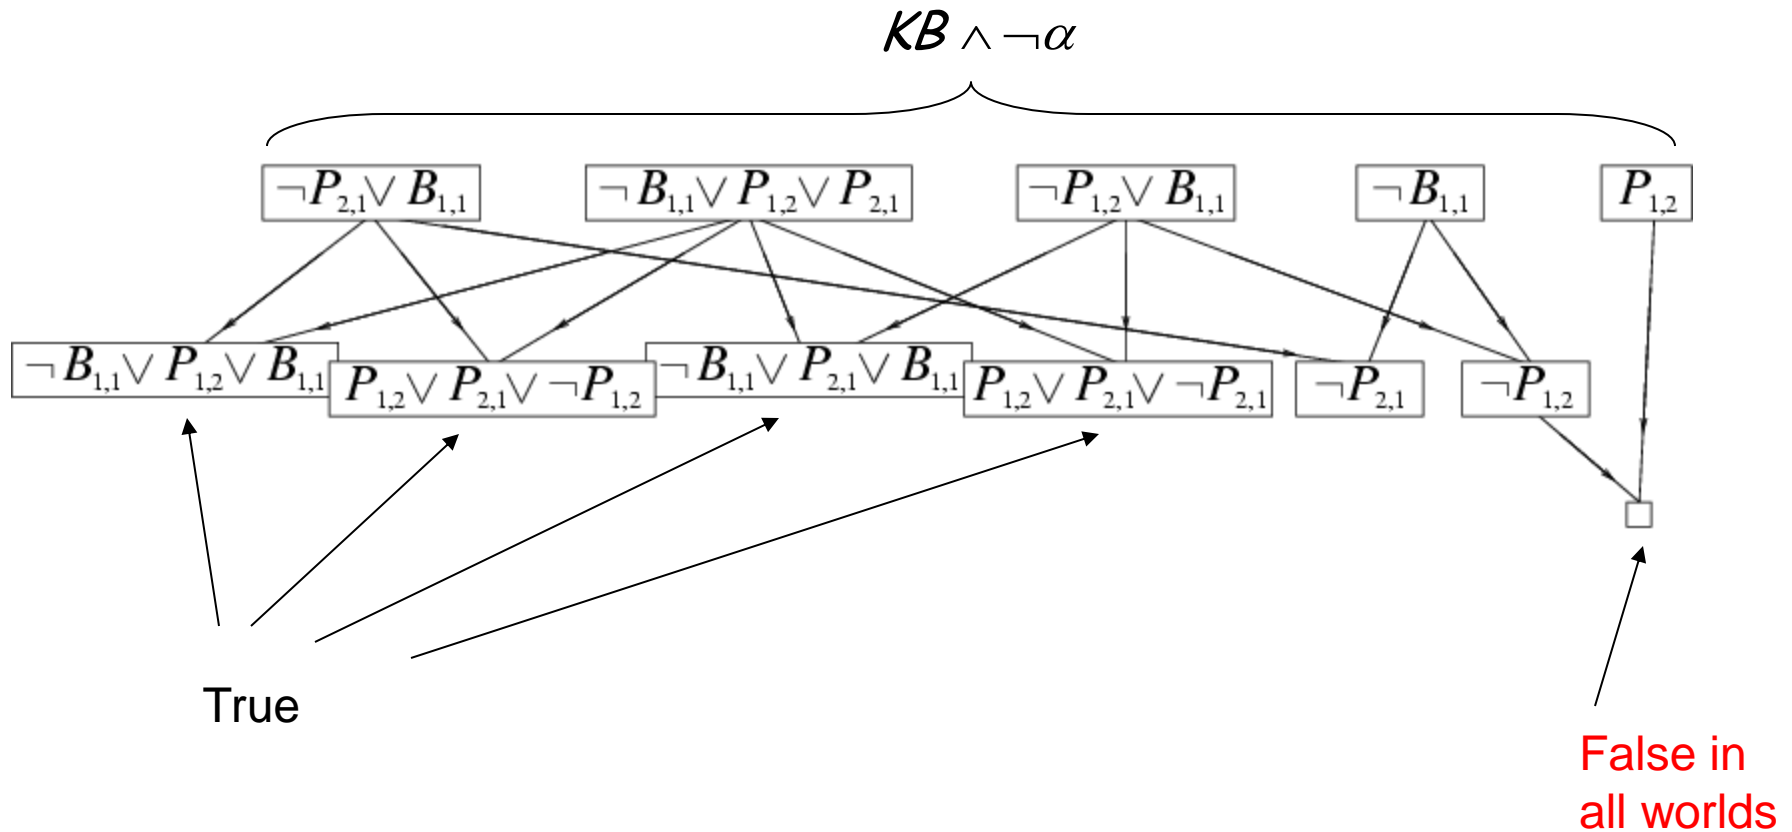 KB ∧ ¬α
¬P2,1 ∨ B1,1
¬B1,1 ∨ P1,2 ∨ P2,1
¬P1,2 ∨ B1,1
¬B1,1
P1,2
¬B1,1 ∨ P1,2 ∨ B1,1
P1,2 ∨ P2,1 ∨ ¬P1,2
¬B1,1 ∨ P2,1 ∨ B1,1
P1,2 ∨ P2,1 ∨ ¬P2,1
¬P2,1
¬P1,2
True
False in
all worlds